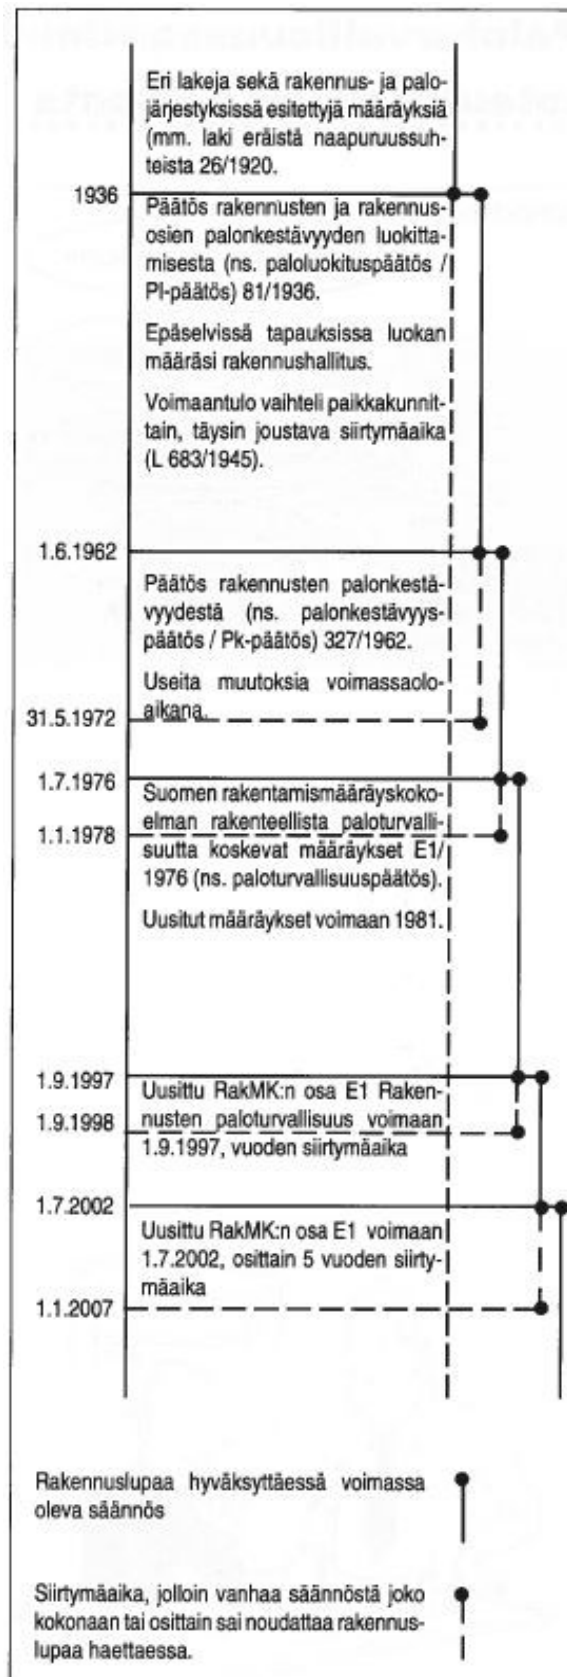 Eri lakeja sekä rakennus- ja palo-
järjestyksissä esitettyjä määräyksiä
(mm. laki eräistä naapuruussuh-
teista 26/1920.
1936
Päätös rakennusten ja rakennus-
osien palonkestävyyden luokitta-
misesta (ns. paloluokituspäätös /
Pl-päätös) 81/1936.
Epäselvissä tapauksissa luokan
määräsi rakennushallitus.
Voimaantulo vaihteli paikkakunnit-
tain, täysin joustava siirtymäaika
(L 683/1945).
1.6.1962
Päätös rakennusten palonkestä-
vyydestä (ns. palonkestävyys-
päätös / Pk-päätös) 327/1962.
Useita muutoksia voimassaolo-
aikana.
31.5.1972
1.7.1976
Suomen rakentamismääräyskoko-
elman rakenteellista paloturvalli-
1.1.1978
suutta koskevat määräykset E1/
1976 (ns. paloturvallisuuspäätös).
Uusitut määräykset voimaan 1981.
1.9.1997
Uusittu RakMK:n osa E1 Raken-
1.9.1998
nusten paloturvallisuus voimaan
1.9.1997, vuoden siirtymäaika
1.7.2002
Uusittu RakMK:n osa E1 voimaan
1.7.2002, osittain 5 vuoden siirty-
mäaika
1.1.2007
Rakennuslupaa hyväksyttäessä voimassa
oleva säännös
Siirtymäaika, jolloin vanhaa säännöstä joko
kokonaan tai osittain sai noudattaa rakennus-
lupaa haettaessa.